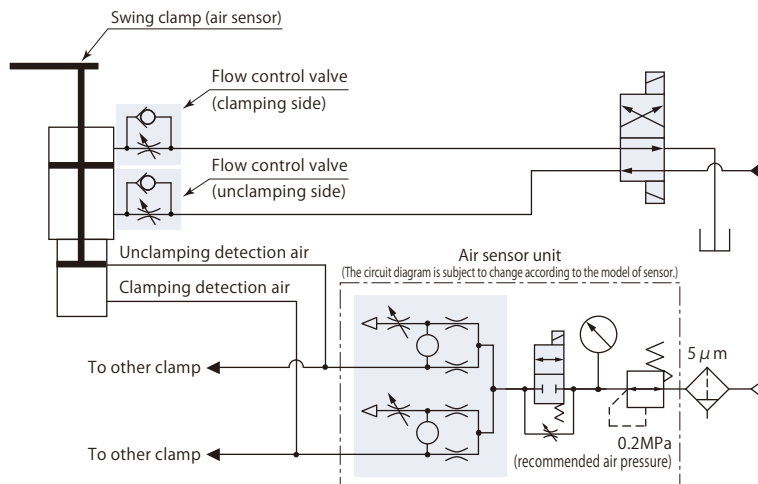 Swing clamp (air sensor)
Flow control valve
(clamping side)
Flow control valve
(unclamping side)
Unclamping detection air
Clamping detection air
Air sensor unit
(The circuit diagram is subject to change according to the model of sensor.)
To other clamp
To other clamp
5 μm
0.2MPa
(recommended air pressure)